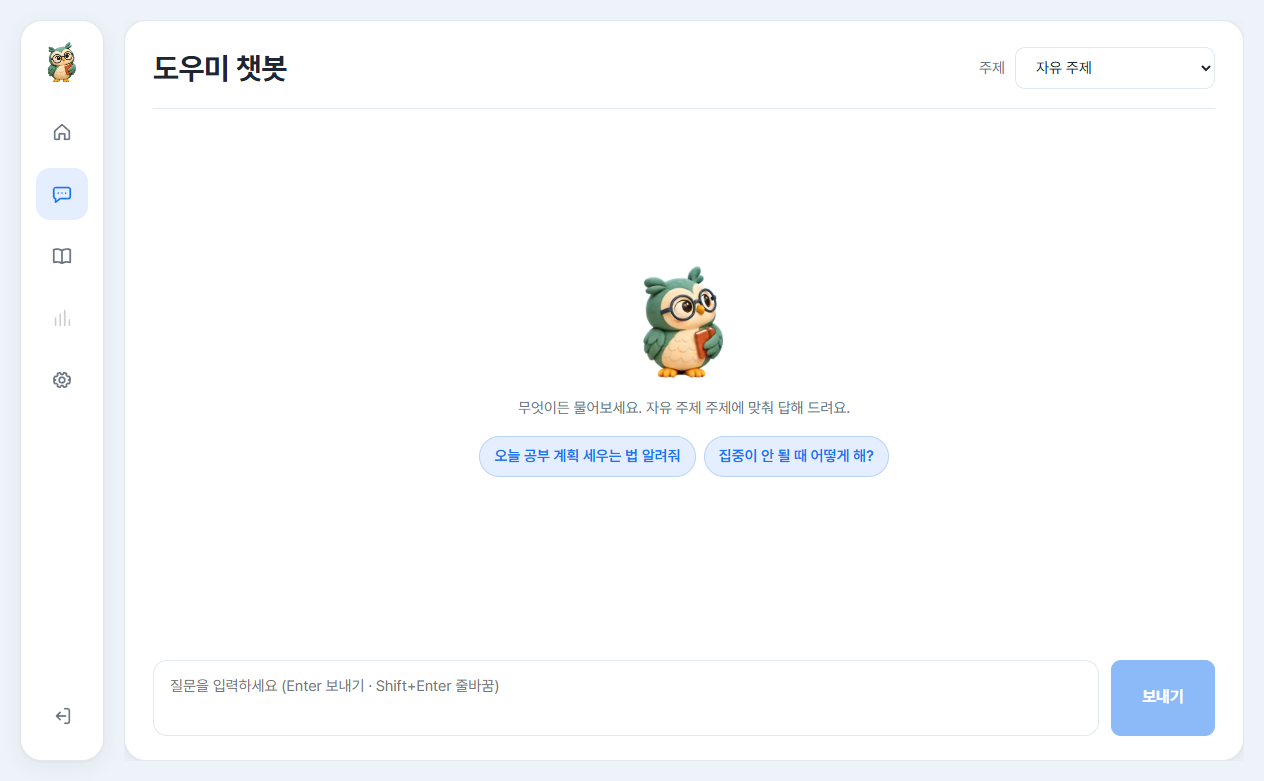 도우미 챗봇
주제
자유 주제
무엇이든 물어보세요. 자유 주제 주제에 맞춰 답해 드려요.
오늘 공부 계획 세우는 법 알려줘
집중이 안 될 때 어떻게 해?
질문을 입력하세요 (Enter 보내기 · Shift+Enter 줄바꿈)
보내기